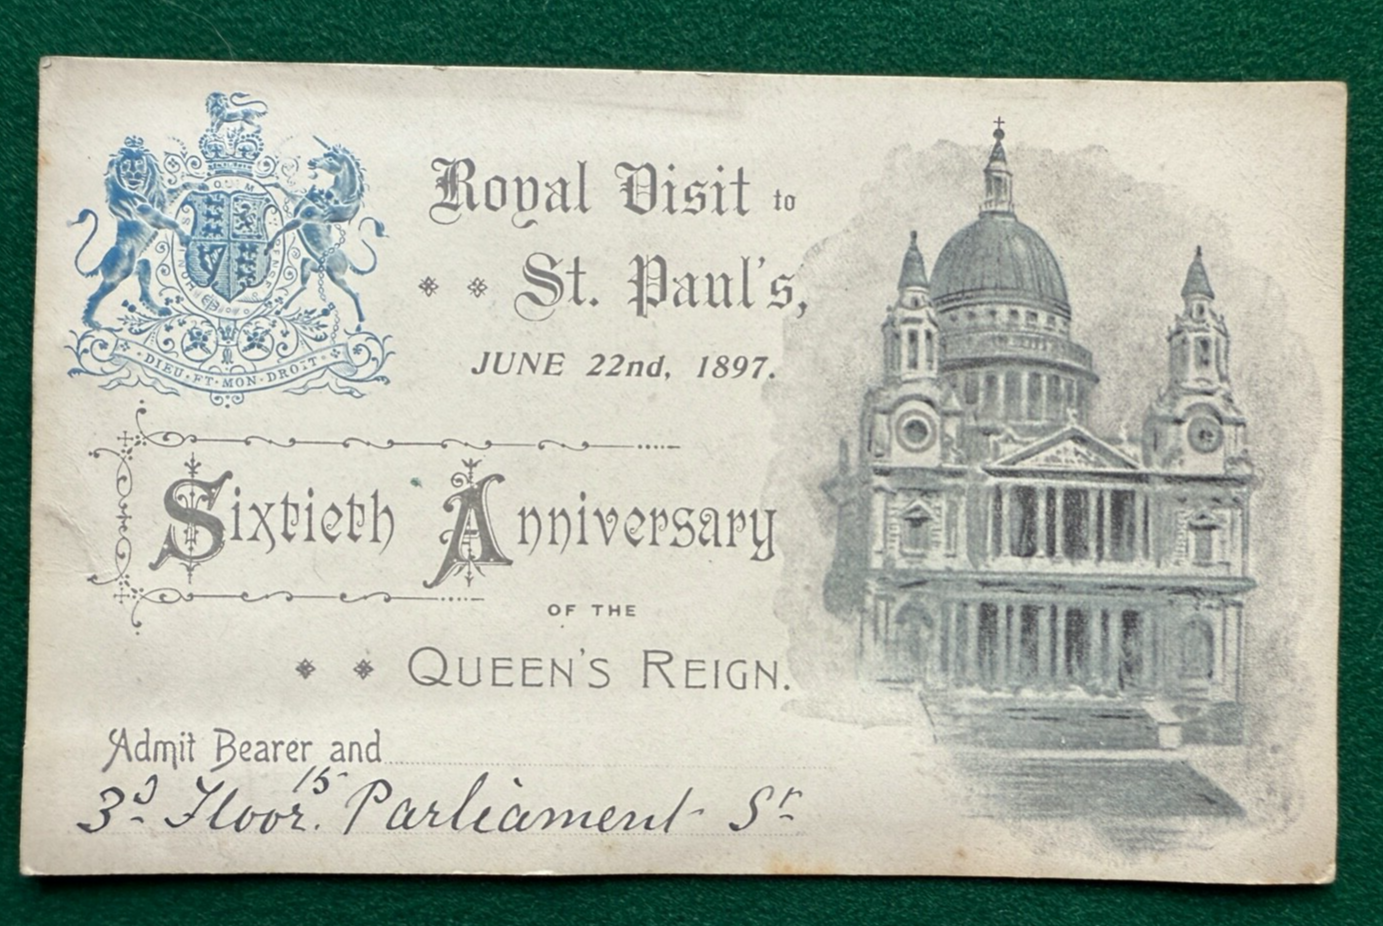 DIEU·ET·MON·DROIT
Royal Visit to
St. Paul's,
JUNE 22nd, 1897.
Sixtieth Anniversary
OF THE
QUEEN'S REIGN.
Admit Bearer and
3d Floor. 15 Parliament St